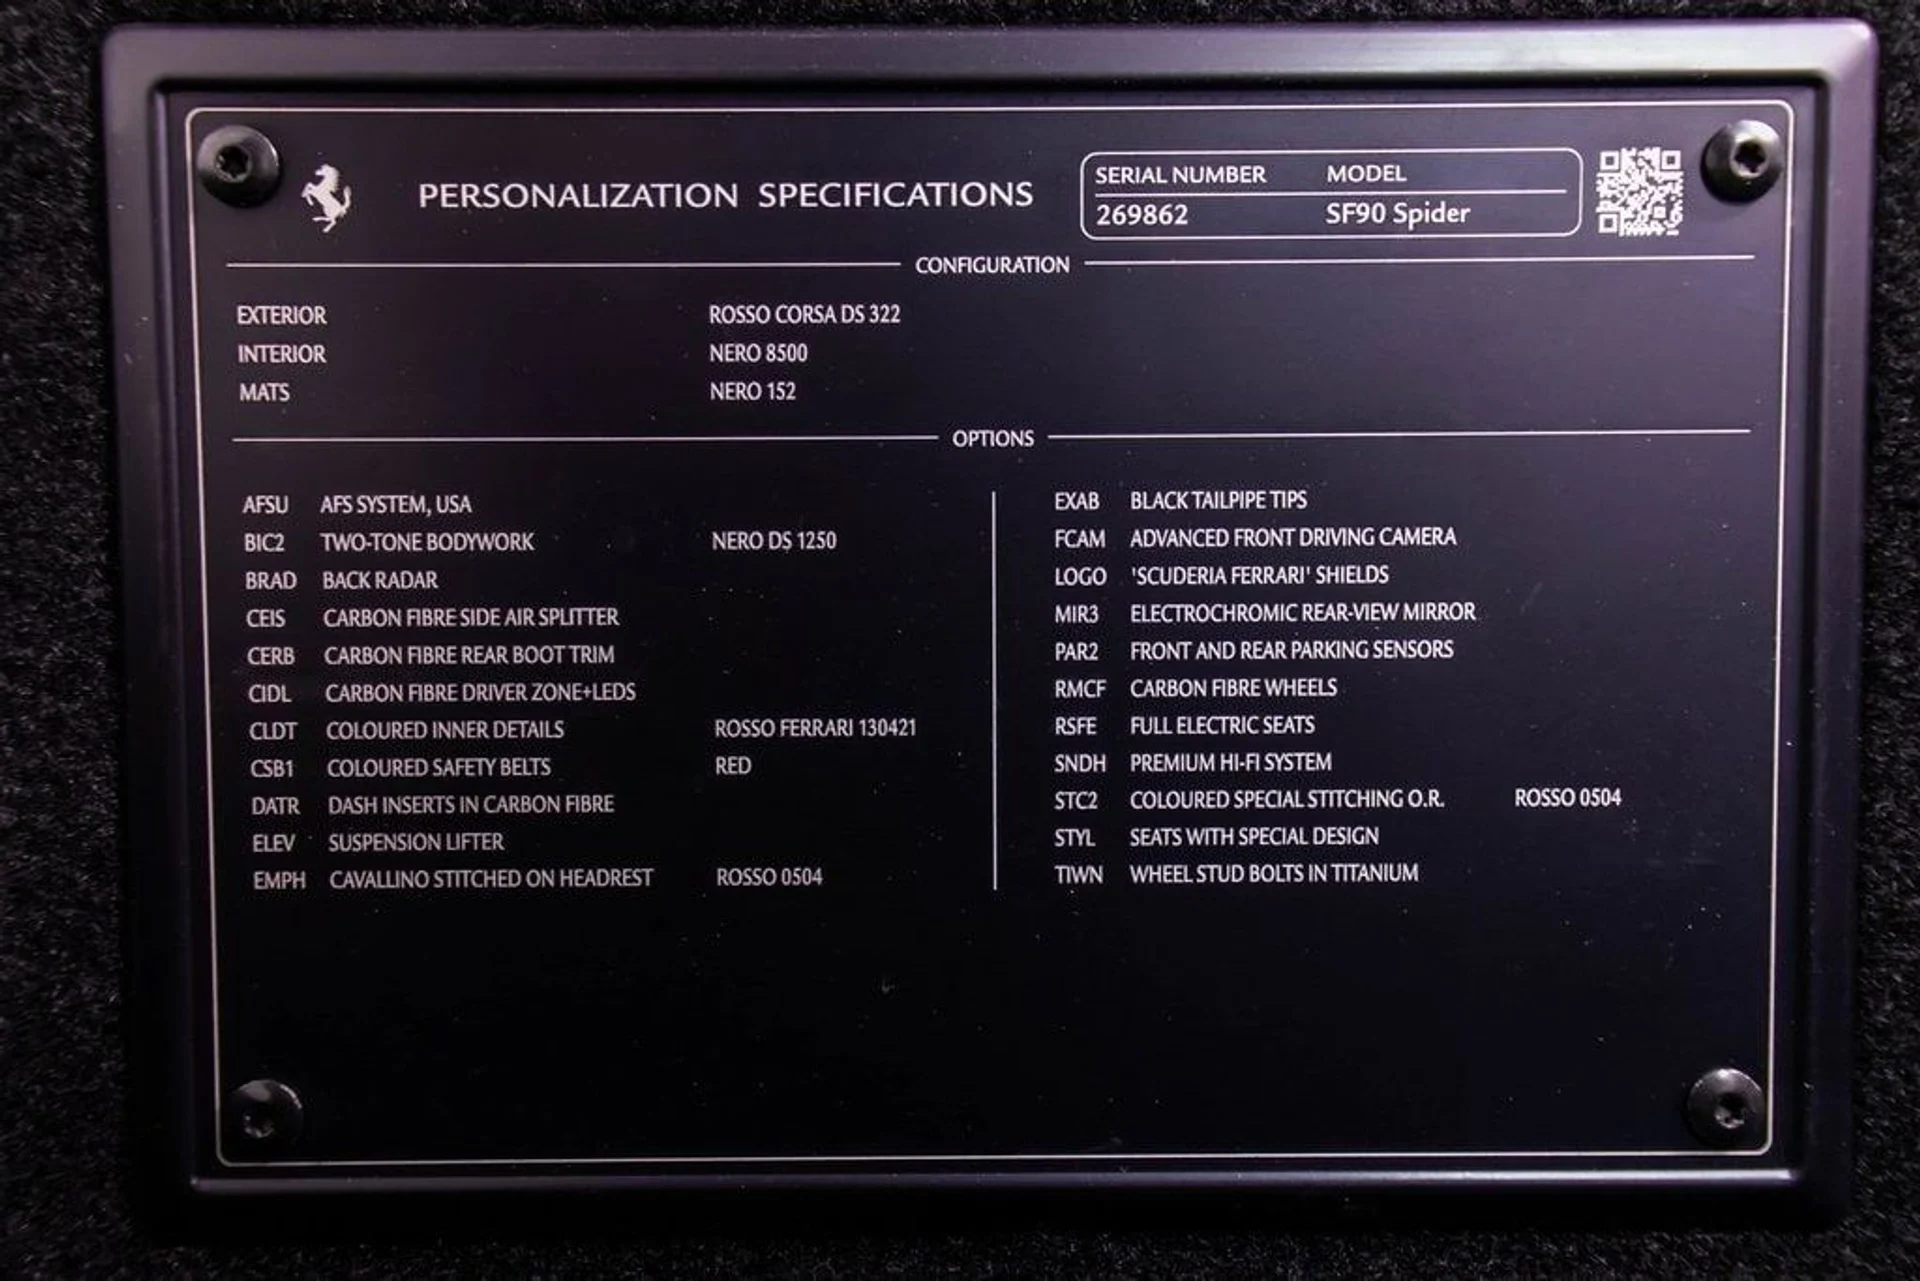 PERSONALIZATION SPECIFICATIONS
SERIAL NUMBER MODEL
269862 SF90 Spider
CONFIGURATION
EXTERIOR ROSSO CORSA DS 322
INTERIOR NERO 8500
MATS NERO 152
OPTIONS
AFSU AFS SYSTEM, USA
BIC2 TWO-TONE BODYWORK NERO DS 1250
BRAD BACK RADAR
CEIS CARBON FIBRE SIDE AIR SPLITTER
CERB CARBON FIBRE REAR BOOT TRIM
CIDL CARBON FIBRE DRIVER ZONE+LEDS
CLDT COLOURED INNER DETAILS ROSSO FERRARI 130421
CSB1 COLOURED SAFETY BELTS RED
DATR DASH INSERTS IN CARBON FIBRE
ELEV SUSPENSION LIFTER
EMPH CAVALLINO STITCHED ON HEADREST ROSSO 0504
EXAB BLACK TAILPIPE TIPS
FCAM ADVANCED FRONT DRIVING CAMERA
LOGO 'SCUDERIA FERRARI' SHIELDS
MIR3 ELECTROCHROMIC REAR-VIEW MIRROR
PAR2 FRONT AND REAR PARKING SENSORS
RMCF CARBON FIBRE WHEELS
RSFE FULL ELECTRIC SEATS
SNDH PREMIUM HI-FI SYSTEM
STC2 COLOURED SPECIAL STITCHING O.R. ROSSO 0504
STYL SEATS WITH SPECIAL DESIGN
TIWN WHEEL STUD BOLTS IN TITANIUM